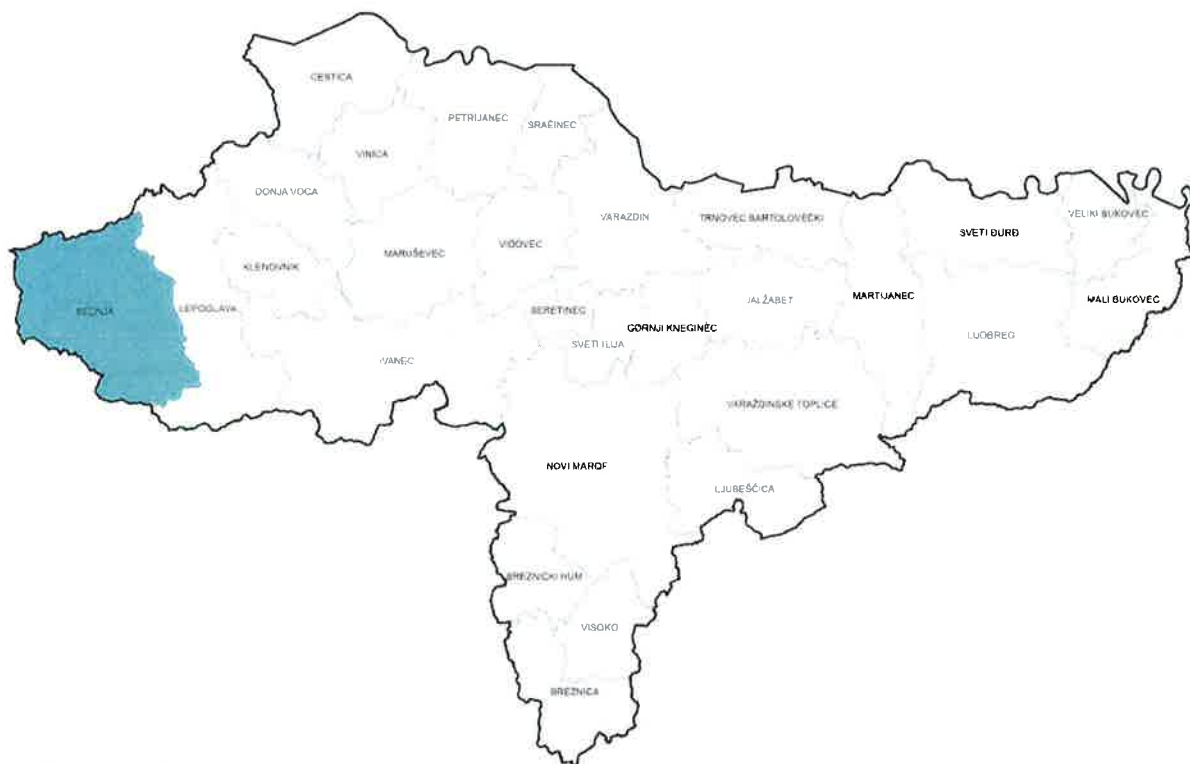 CESTICA
PETRIJANEC
SRAČINEC
VINICA
DONJA VOĆA
VARAŽDIN
TRNOVEC BARTOLOVEČKI
VELIKI BUKOVEC
SVETI ĐURĐ
VIDOVEC
MARUŠEVEC
KLENOVNIK
BEDNJA
LEPOGLAVA
BERETINEC
JALŽABET
MARTIJANEC
MALI BUKOVEC
GORNJI KNEGINEC
LUDBREG
SVETI ILIJA
IVANEC
VARAŽDINSKE TOPLICE
NOVI MAROF
LJUBEŠĆICA
BREZNIČKI HUM
VISOKO
BREZNICA